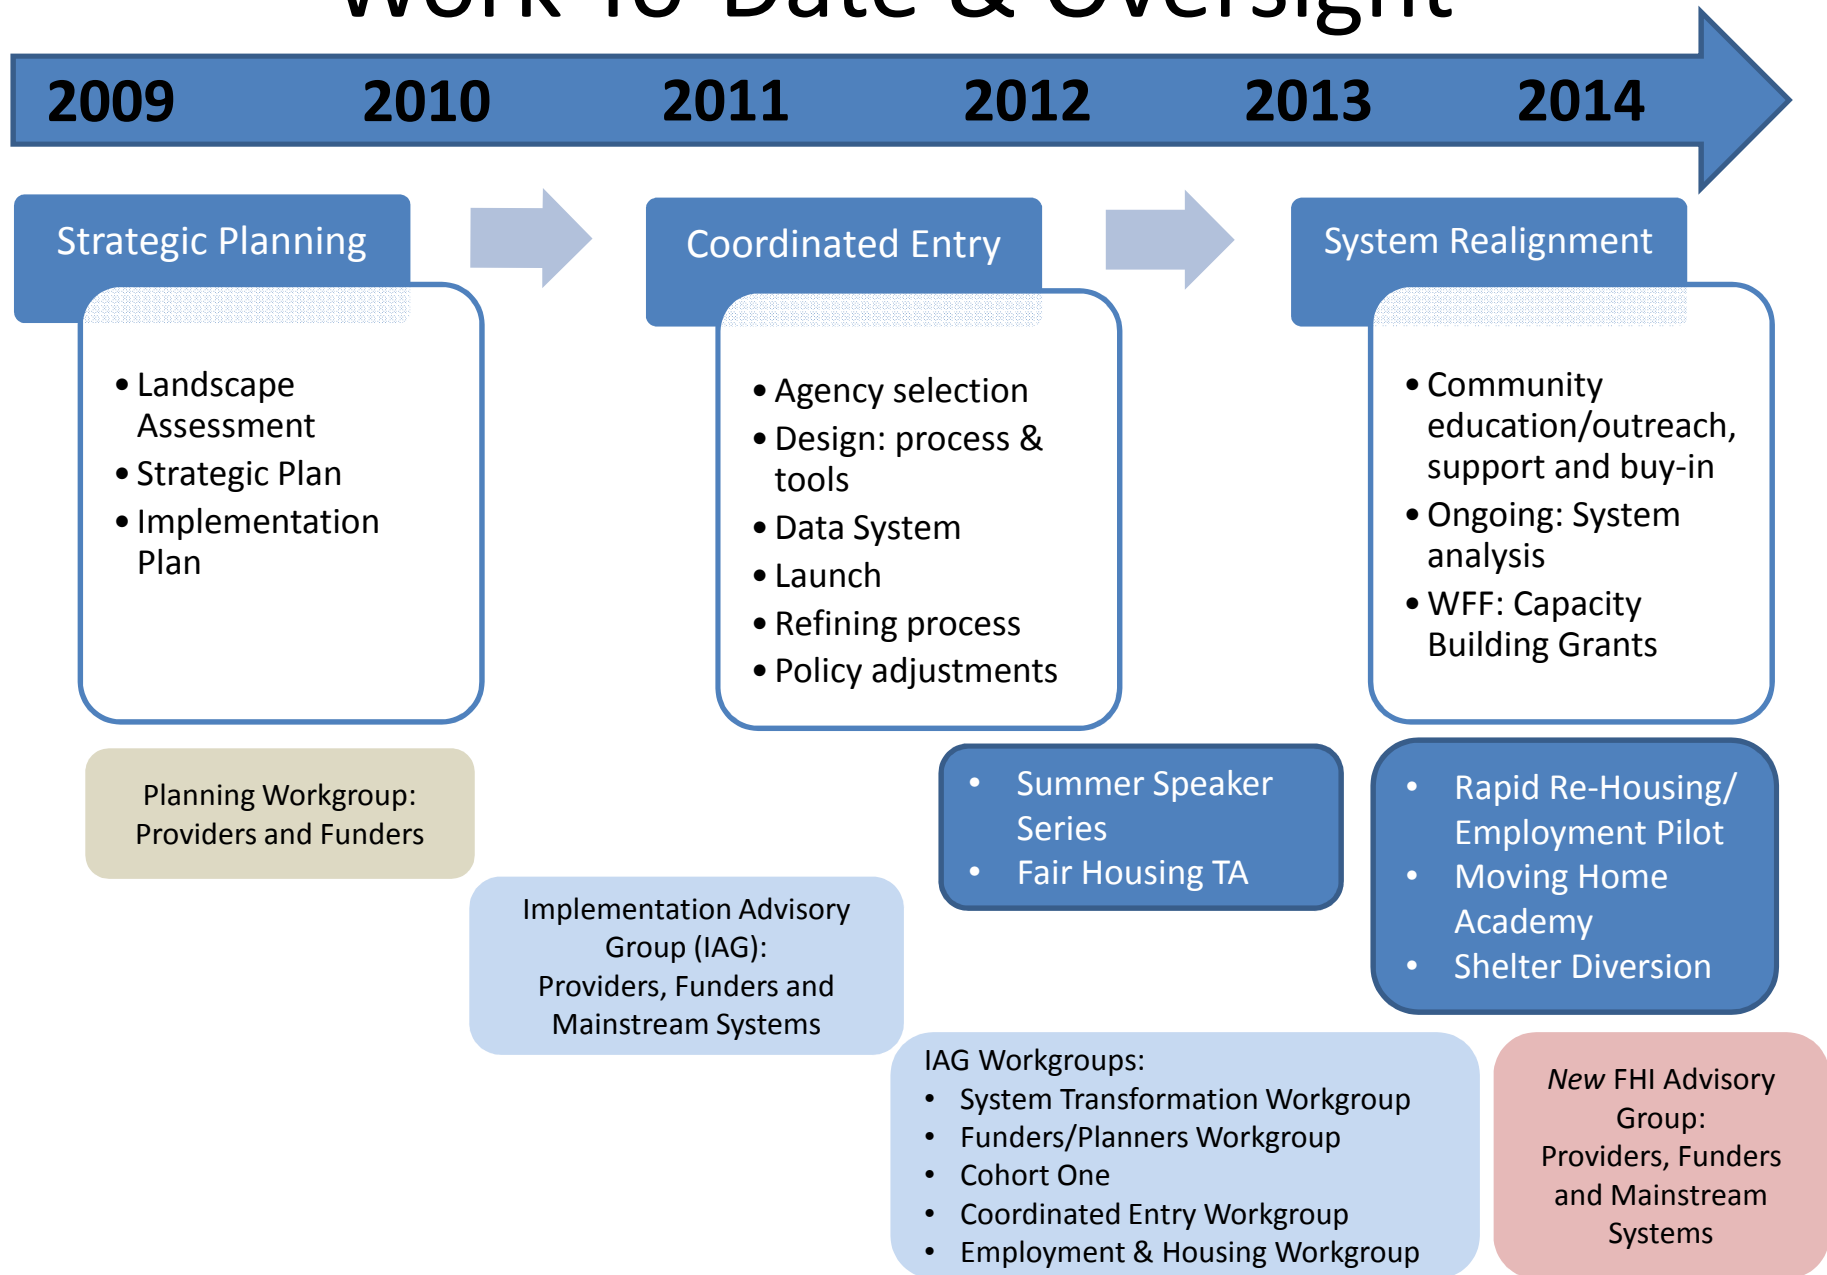 Work To Date & Oversight
2009 2010 2011 2012 2013 2014
Strategic Planning
• Landscape
Assessment
• Strategic Plan
• Implementation
Plan
Coordinated Entry
• Agency selection
• Design: process &
tools
• Data System
• Launch
• Refining process
• Policy adjustments
System Realignment
• Community
education/outreach,
support and buy-in
• Ongoing: System
analysis
• WFF: Capacity
Building Grants
Planning Workgroup:
Providers and Funders
Implementation Advisory
Group (IAG):
Providers, Funders and
Mainstream Systems
• Summer Speaker
Series
• Fair Housing TA
• Rapid Re-Housing/
Employment Pilot
• Moving Home
Academy
• Shelter Diversion
IAG Workgroups:
• System Transformation Workgroup
• Funders/Planners Workgroup
• Cohort One
• Coordinated Entry Workgroup
• Employment & Housing Workgroup
New FHI Advisory
Group:
Providers, Funders
and Mainstream
Systems